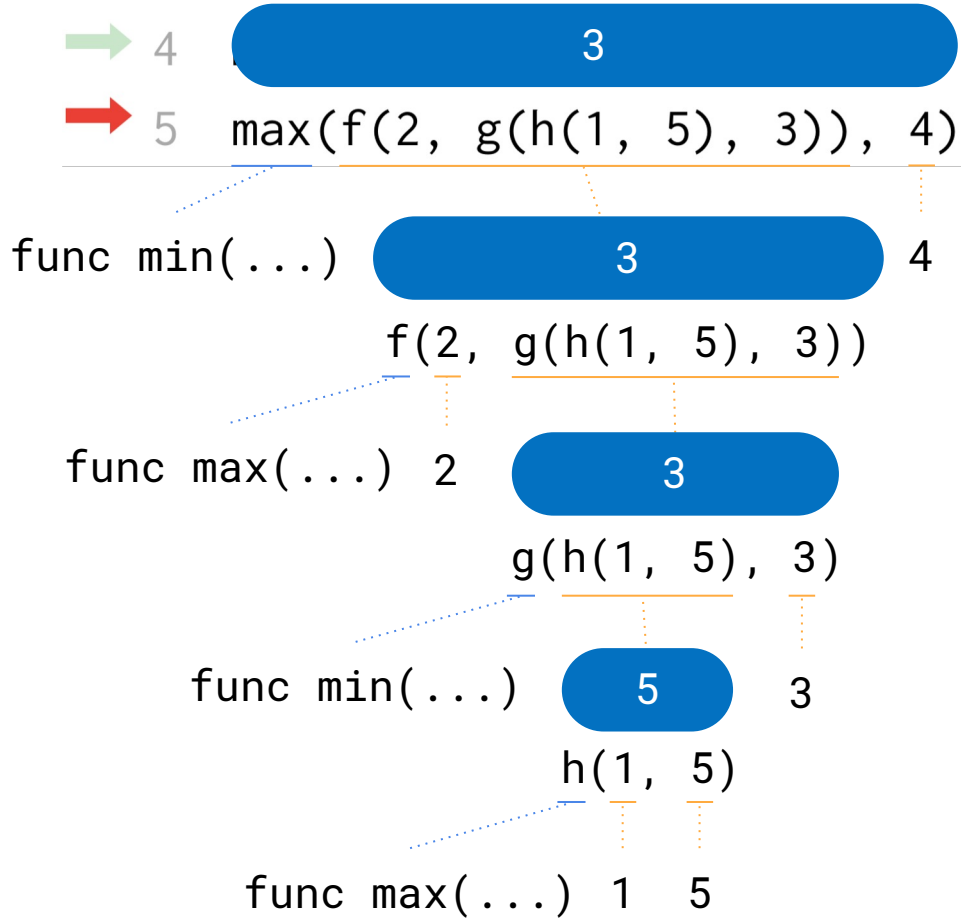 4 3
5 max(f(2, g(h(1, 5), 3)), 4)
func min(...) 3 4
f(2, g(h(1, 5), 3))
func max(...) 2 3
g(h(1, 5), 3)
func min(...) 5 3
h(1, 5)
func max(...) 1 5